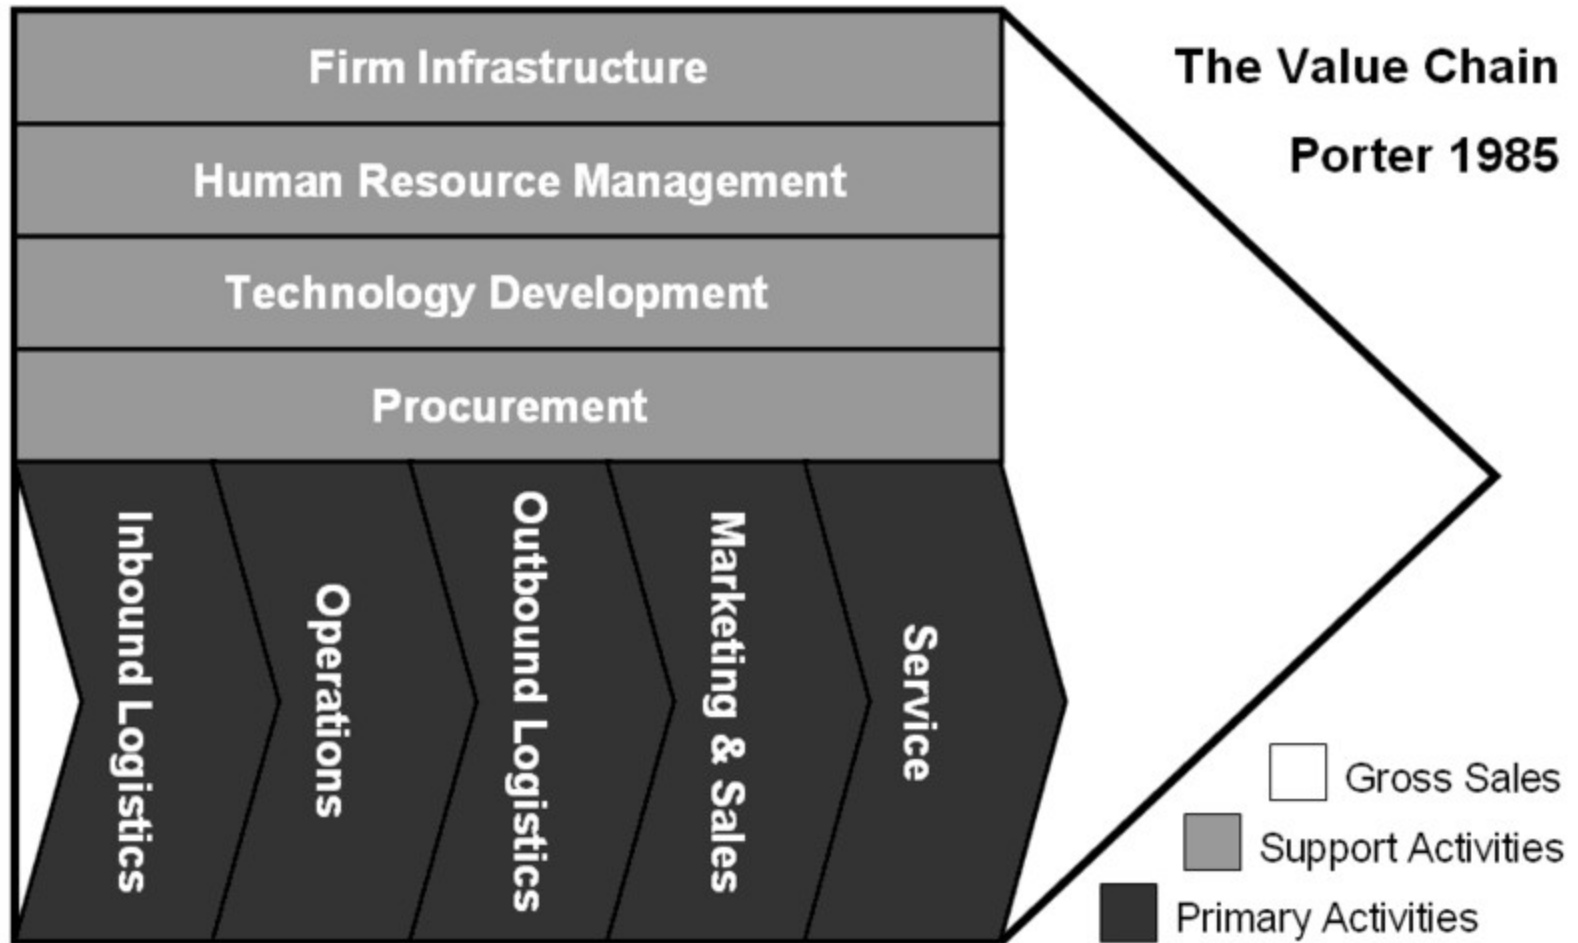 Firm Infrastructure
The Value Chain
Porter 1985
Human Resource Management
Technology Development
Procurement
Inbound Logistics
Operations
Outbound Logistics
Marketing & Sales
Service
Gross Sales
Support Activities
Primary Activities